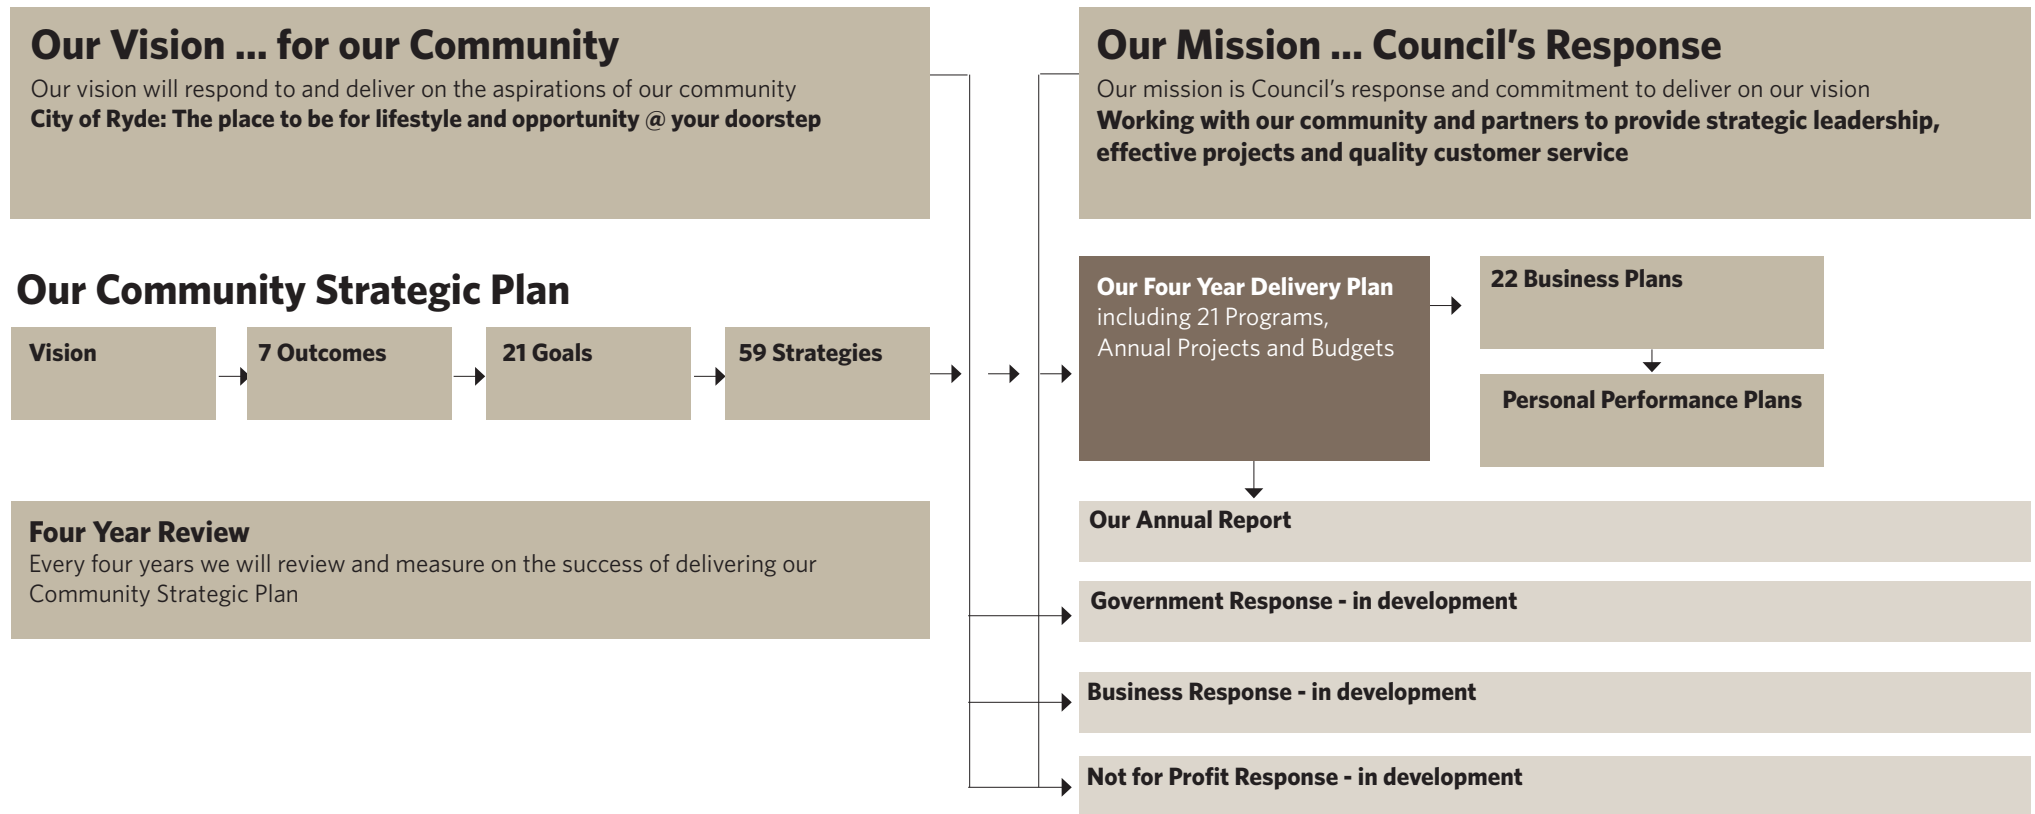 Our Vision ... for our Community
Our vision will respond to and deliver on the aspirations of our community
City of Ryde: The place to be for lifestyle and opportunity @ your doorstep
Our Mission ... Council’s Response
Our mission is Council’s response and commitment to deliver on our vision
Working with our community and partners to provide strategic leadership,
effective projects and quality customer service
Our Community Strategic Plan
Vision
7 Outcomes
21 Goals
59 Strategies
Our Four Year Delivery Plan
including 21 Programs,
Annual Projects and Budgets
22 Business Plans
Personal Performance Plans
Four Year Review
Every four years we will review and measure on the success of delivering our
Community Strategic Plan
Our Annual Report
Government Response - in development
Business Response - in development
Not for Profit Response - in development